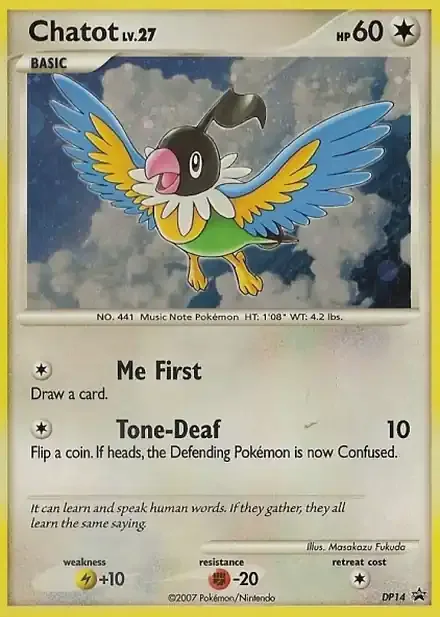 Chatot LV.27 HP 60
BASIC
NO. 441 Music Note Pokémon HT: 1'08" WT: 4.2 lbs.
Me First
Draw a card.
Tone-Deaf 10
Flip a coin. If heads, the Defending Pokémon is now Confused.
It can learn and speak human words. If they gather, they all
learn the same saying.
Illus. Masakazu Fukuda
weakness resistance retreat cost
+10 -20
©2007 Pokémon/Nintendo DP14